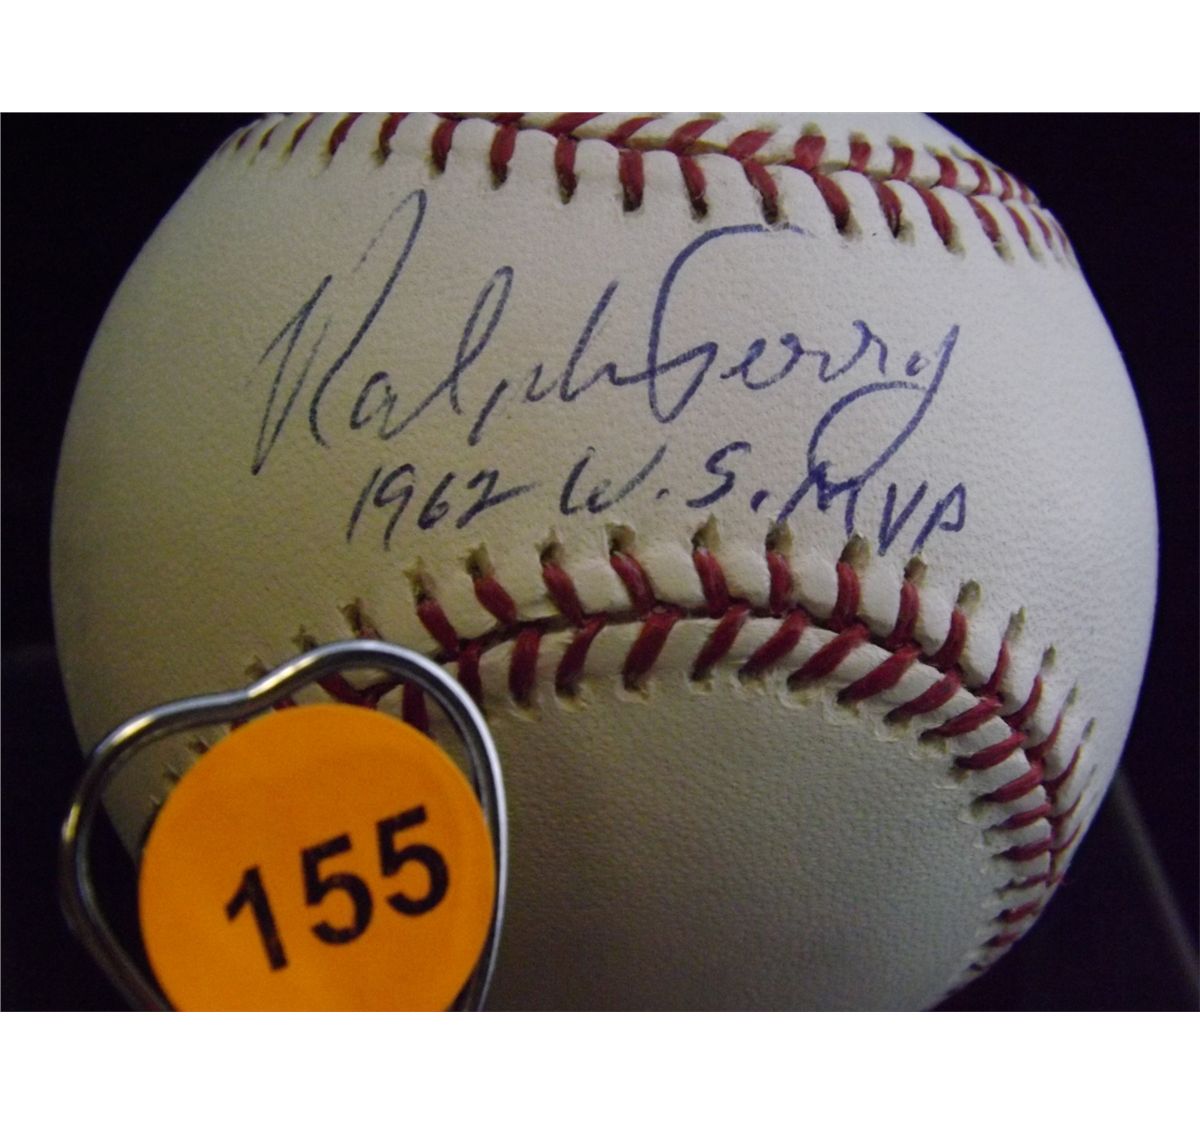 Ralph Terry
1962 W.S. MVP
155